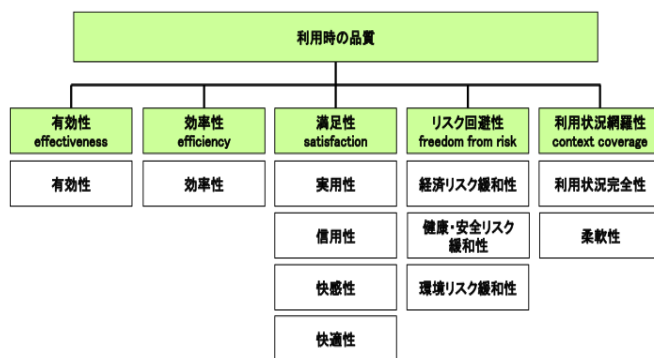 利用時の品質
有効性
effectiveness
効率性
efficiency
満足性
satisfaction
リスク回避性
freedom from risk
利用状況網羅性
context coverage
有効性
効率性
実用性
経済リスク緩和性
利用状況完全性
信用性
健康・安全リスク
緩和性
柔軟性
快感性
環境リスク緩和性
快適性